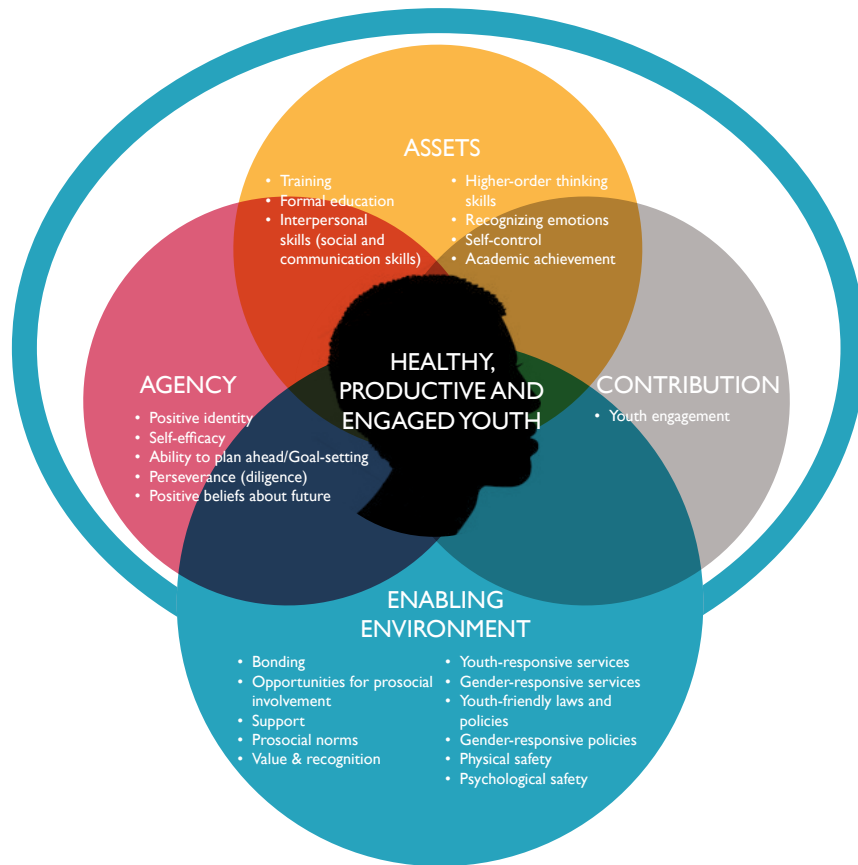 ASSETS
• Training
• Formal education
• Interpersonal
skills (social and
communication skills)
• Higher-order thinking
skills
• Recognizing emotions
• Self-control
• Academic achievement
HEALTHY,
PRODUCTIVE AND
ENGAGED YOUTH
AGENCY
• Positive identity
• Self-efficacy
• Ability to plan ahead/Goal-setting
• Perseverance (diligence)
• Positive beliefs about future
CONTRIBUTION
• Youth engagement
ENABLING
ENVIRONMENT
• Bonding
• Opportunities for prosocial
involvement
• Support
• Prosocial norms
• Value & recognition
• Youth-responsive services
• Gender-responsive services
• Youth-friendly laws and
policies
• Gender-responsive policies
• Physical safety
• Psychological safety